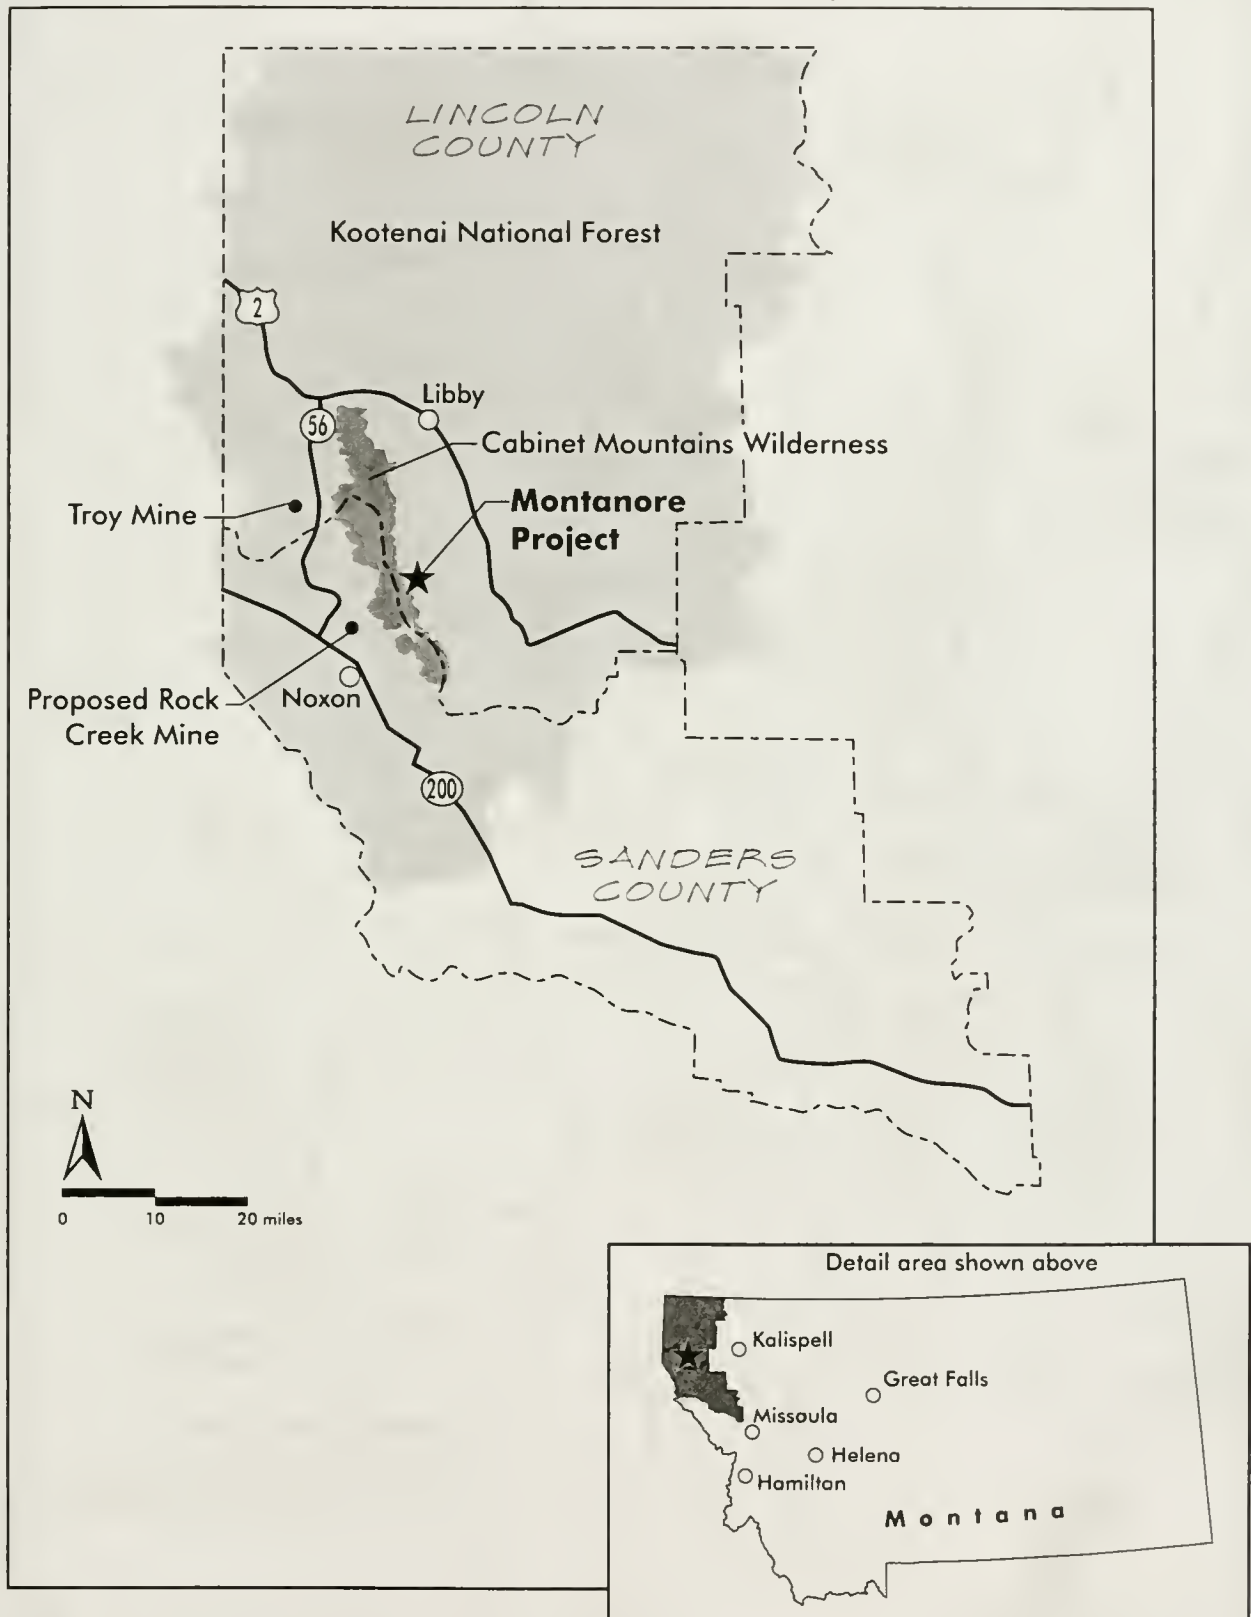 LINCOLN
COUNTY
Kootenai National Forest
2
Libby
56
Cabinet Mountains Wilderness
Montanore
Project
Troy Mine
Proposed Rock
Creek Mine
Noxon
200
SANDERS
COUNTY
N
0 10 20 miles
Detail area shown above
Kalispell
Great Falls
Missoula
Helena
Hamilton
Montana